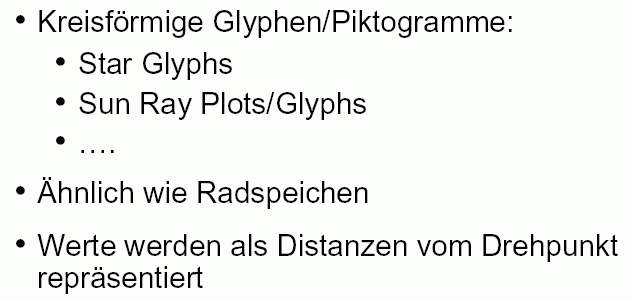 • Kreisförmige Glyphen/Piktogramme:
• Star Glyphs
• Sun Ray Plots/Glyphs
• ....
• Ähnlich wie Radspeichen
• Werte werden als Distanzen vom Drehpunkt
repräsentiert